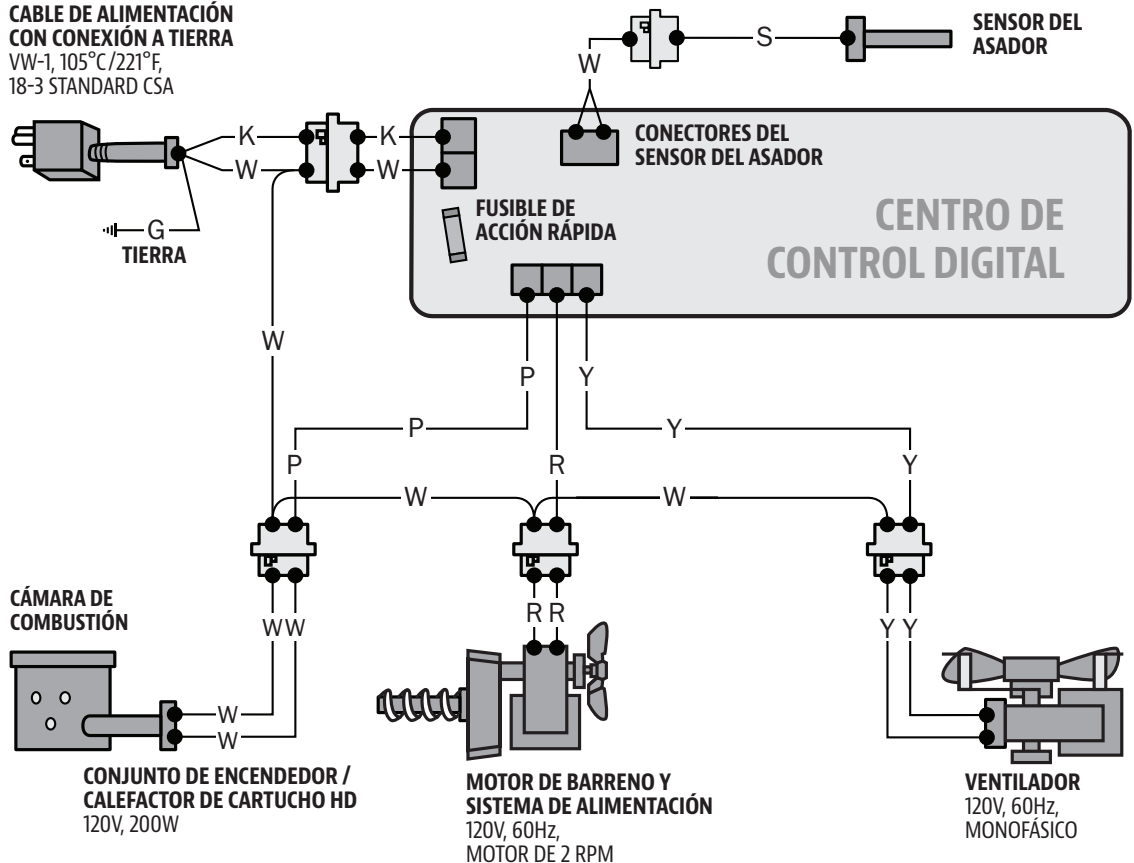 CABLE DE ALIMENTACIÓN
CON CONEXIÓN A TIERRA
VW-1, 105°C/221°F,
18-3 STANDARD CSA
SENSOR DEL
ASADOR
S
W
CONECTORES DEL
SENSOR DEL ASADOR
K
K
W
W
G
TIERRA
FUSIBLE DE
ACCIÓN RÁPIDA
CENTRO DE
CONTROL DIGITAL
W
P
Y
P
Y
P
R
Y
W
W
CÁMARA DE
COMBUSTIÓN
W W
R R
Y Y
W
W
CONJUNTO DE ENCENDEDOR /
CALEFACTOR DE CARTUCHO HD
120V, 200W
MOTOR DE BARRENO Y
SISTEMA DE ALIMENTACIÓN
120V, 60Hz,
MOTOR DE 2 RPM
VENTILADOR
120V, 60Hz,
MONOFÁSICO